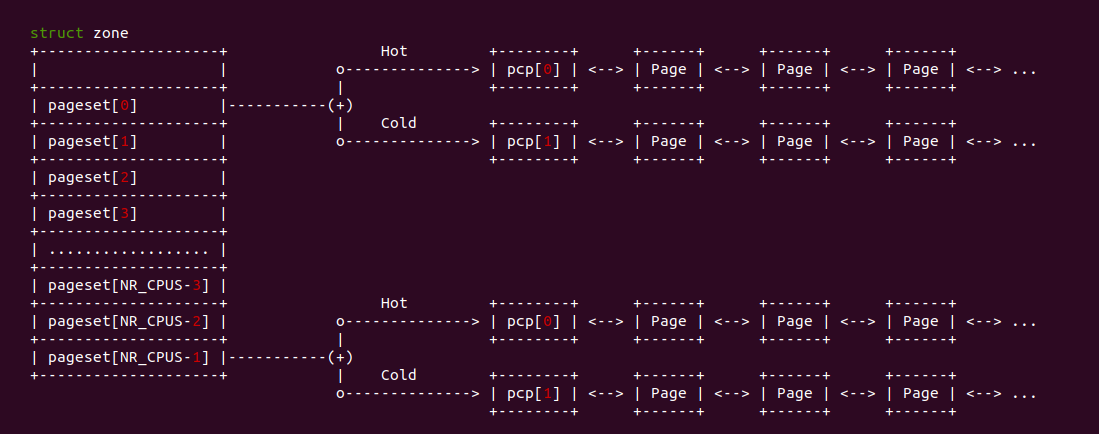 struct zone
+--------------------+                 Hot         +--------+      +------+      +------+      +------+
|                    |            o--------------> | pcp[0] | <--> | Page | <--> | Page | <--> | Page | <--> ...
+--------------------+            |                +--------+      +------+      +------+      +------+
| pageset[0]         |-----------(+)
+--------------------+            |    Cold        +--------+      +------+      +------+      +------+
| pageset[1]         |            o--------------> | pcp[1] | <--> | Page | <--> | Page | <--> | Page | <--> ...
+--------------------+                             +--------+      +------+      +------+      +------+
| pageset[2]         |
+--------------------+
| pageset[3]         |
+--------------------+
| .................. |
+--------------------+
| pageset[NR_CPUS-3] |
+--------------------+                 Hot         +--------+      +------+      +------+      +------+
| pageset[NR_CPUS-2] |            o--------------> | pcp[0] | <--> | Page | <--> | Page | <--> | Page | <--> ...
+--------------------+            |                +--------+      +------+      +------+      +------+
| pageset[NR_CPUS-1] |-----------(+)
+--------------------+            |    Cold        +--------+      +------+      +------+      +------+
                                  o--------------> | pcp[1] | <--> | Page | <--> | Page | <--> | Page | <--> ...
                                                   +--------+      +------+      +------+      +------+